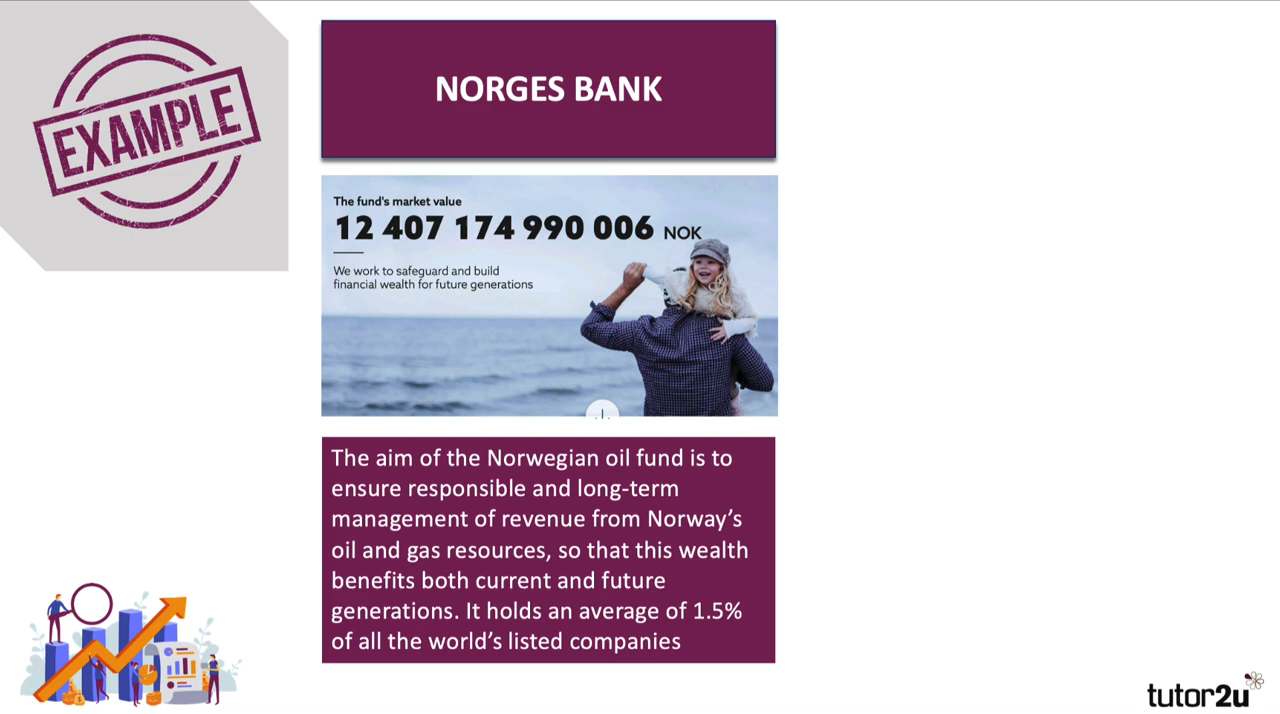 EXAMPLE
NORGES BANK
The fund's market value
12 407 174 990 006 NOK
We work to safeguard and build
financial wealth for future generations
The aim of the Norwegian oil fund is to
ensure responsible and long-term
management of revenue from Norway's
oil and gas resources, so that this wealth
benefits both current and future
generations. It holds an average of 1.5%
of all the world's listed companies
tutor2u